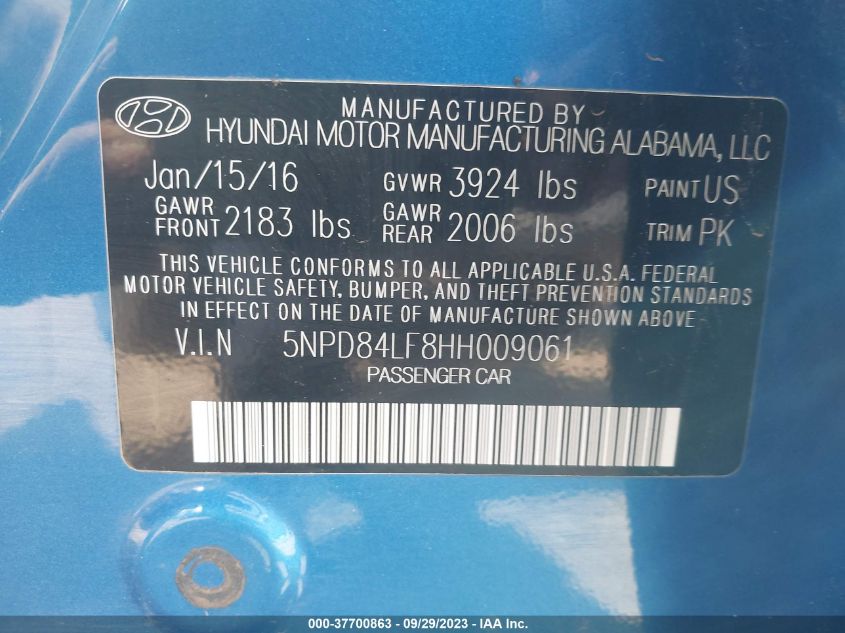 MANUFACTURED BY
HYUNDAI MOTOR MANUFACTURING ALABAMA, LLC
Jan/15/16 GVWR 3924 lbs PAINT US
GAWR FRONT 2183 lbs GAWR REAR 2006 lbs TRIM PK
THIS VEHICLE CONFORMS TO ALL APPLICABLE U.S.A. FEDERAL
MOTOR VEHICLE SAFETY, BUMPER, AND THEFT PREVENTION STANDARDS
IN EFFECT ON THE DATE OF MANUFACTURE SHOWN ABOVE
V.I.N 5NPD84LF8HH009061
PASSENGER CAR
000-37700863 - 09/29/2023 - IAA Inc.